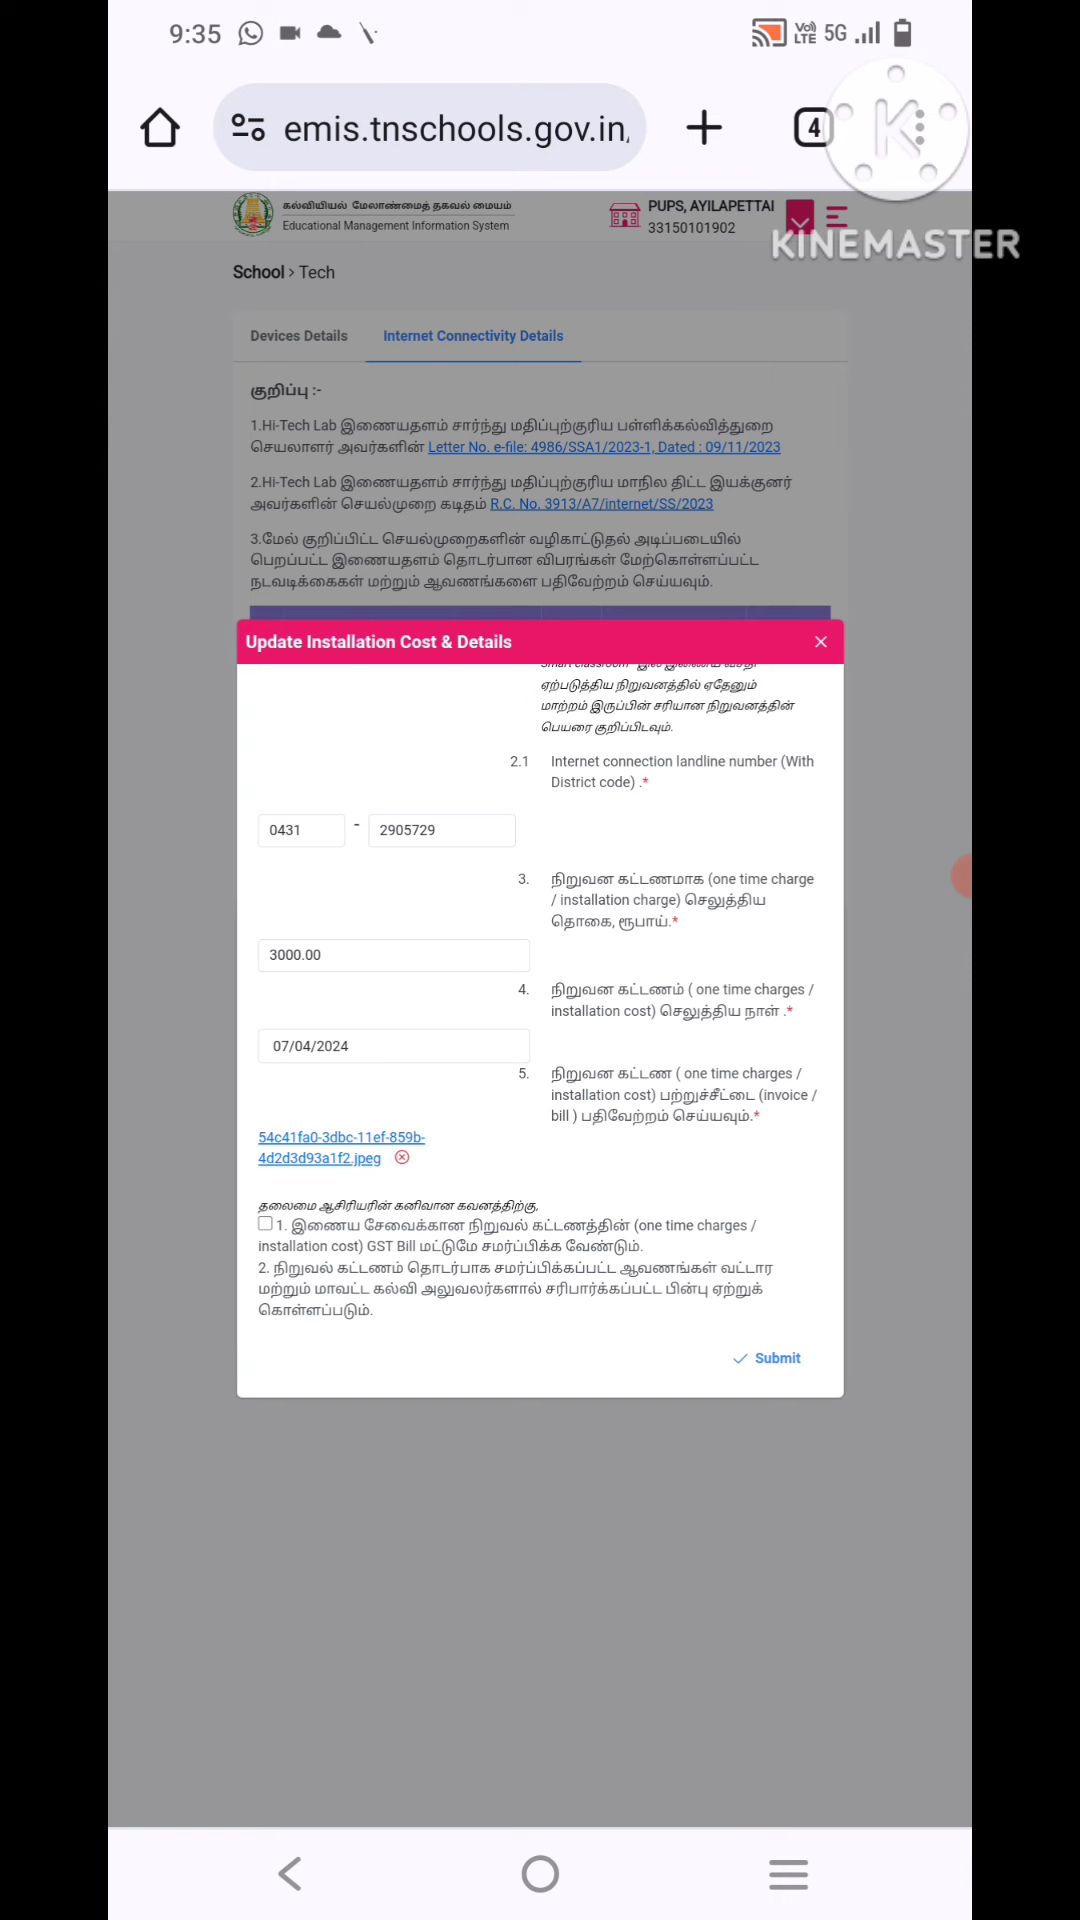 9:35
Vo) LTE 5G
emis.tnschools.gov.in,
4
K
KINEMASTER
கல்வியியல் மேலாண்மைத் தகவல் மையம்
Educational Management Information System
PUPS, AYILAPETTAI
33150101902
School > Tech
Devices Details
Internet Connectivity Details
குறிப்பு :-
1.Hi-Tech Lab இணையதளம் சார்ந்து மதிப்புற்குரிய பள்ளிக்கல்வித்துறை
செயலாளர் அவர்களின் Letter No. e-file: 4986/SSA1/2023-1, Dated : 09/11/2023
2.Hi-Tech Lab இணையதளம் சார்ந்து மதிப்புற்குரிய மாநில திட்ட இயக்குனர்
அவர்களின் செயல்முறை கடிதம் R.C. No. 3913/A7/internet/SS/2023
3.மேல் குறிப்பிட்ட செயல்முறைகளின் வழிகாட்டுதல் அடிப்படையில்
பெறப்பட்ட இணையதளம் தொடர்பான விபரங்கள் மேற்கொள்ளப்பட்ட
நடவடிக்கைகள் மற்றும் ஆவணங்களை பதிவேற்றம் செய்யவும்.
Update Installation Cost & Details
Smart classroom -இல் இணைய வசதி
ஏற்படுத்திய நிறுவனத்தில் ஏதேனும்
மாற்றம் இருப்பின் சரியான நிறுவனத்தின்
பெயரை குறிப்பிடவும்.
2.1 Internet connection landline number (With
District code) .*
0431 - 2905729
3. நிறுவன கட்டணமாக (one time charge
/ installation charge) செலுத்திய
தொகை, ரூபாய்.*
3000.00
4. நிறுவன கட்டணம் ( one time charges /
installation cost) செலுத்திய நாள் .*
07/04/2024
5. நிறுவன கட்டண ( one time charges /
installation cost) பற்றுச்சீட்டை (invoice /
bill ) பதிவேற்றம் செய்யவும்.*
54c41fa0-3dbc-11ef-859b-
4d2d3d93a1f2.jpeg
தலைமை ஆசிரியரின் கனிவான கவனத்திற்கு,
1. இணைய சேவைக்கான நிறுவல் கட்டணத்தின் (one time charges /
installation cost) GST Bill மட்டுமே சமர்ப்பிக்க வேண்டும்.
2. நிறுவல் கட்டணம் தொடர்பாக சமர்ப்பிக்கப்பட்ட ஆவணங்கள் வட்டார
மற்றும் மாவட்ட கல்வி அலுவலர்களால் சரிபார்க்கப்பட்ட பின்பு ஏற்றுக்
கொள்ளப்படும்.
Submit